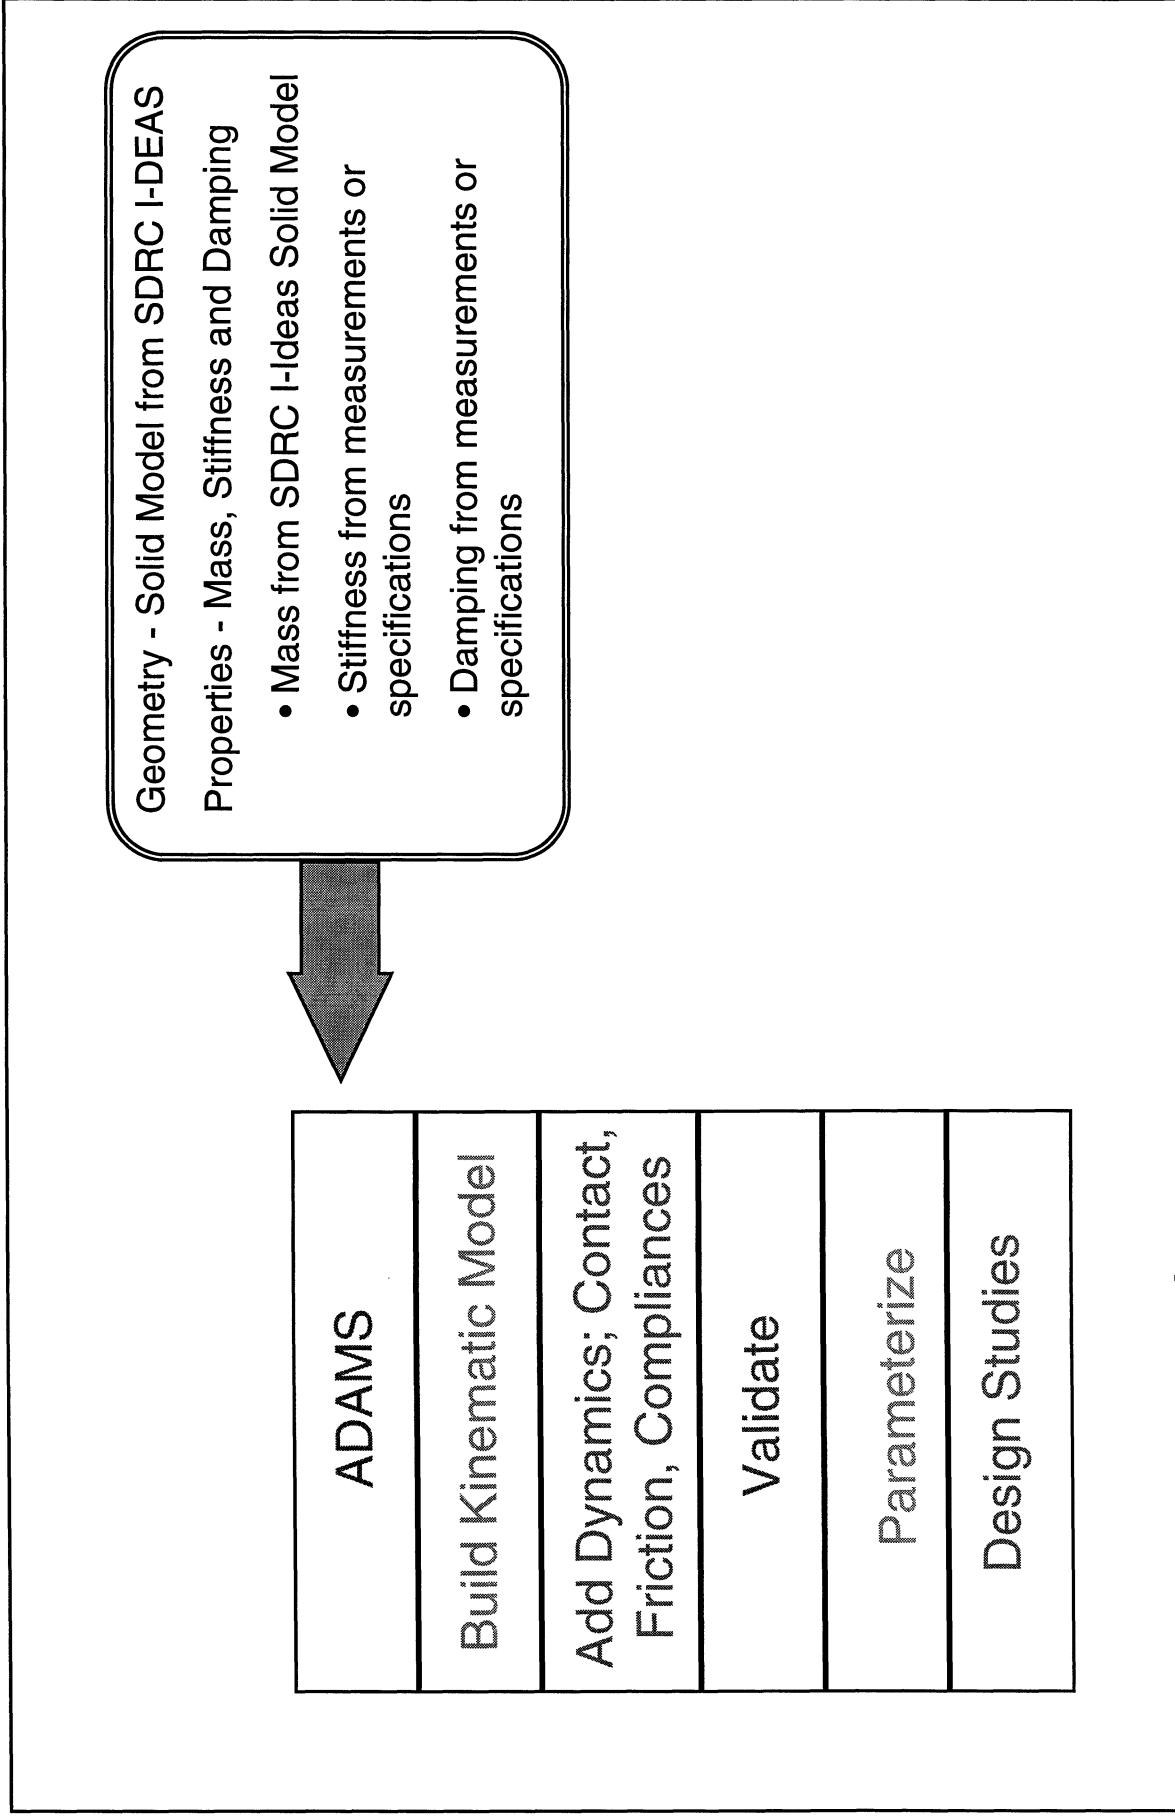 Geometry - Solid Model from SDRC I-DEAS
Properties - Mass, Stiffness and Damping
• Mass from SDRC I-Ideas Solid Model
• Stiffness from measurements or
specifications
• Damping from measurements or
specifications
ADAMS
Build Kinematic Model
Add Dynamics; Contact,
Friction, Compliances
Validate
Parameterize
Design Studies